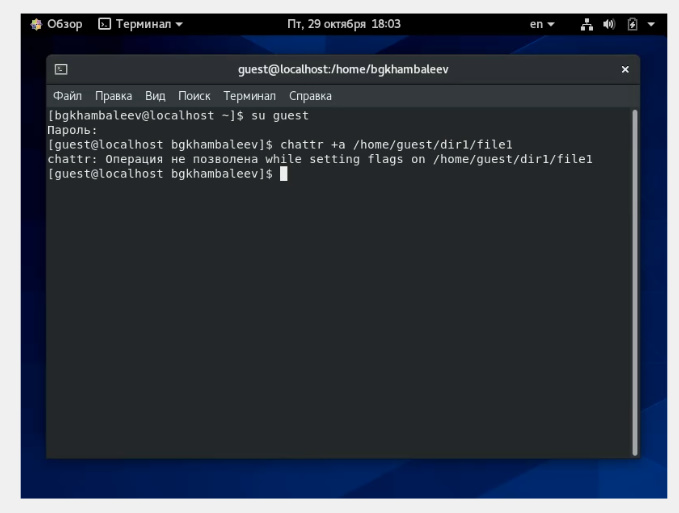 Обзор Терминал Пт, 29 октября 18:03 en
guest@localhost:/home/bgkhambaleev ×
Файл Правка Вид Поиск Терминал Справка
[bgkhambaleev@localhost ~]$ su guest
Пароль:
[guest@localhost bgkhambaleev]$ chattr +a /home/guest/dir1/file1
chattr: Операция не позволена while setting flags on /home/guest/dir1/file1
[guest@localhost bgkhambaleev]$